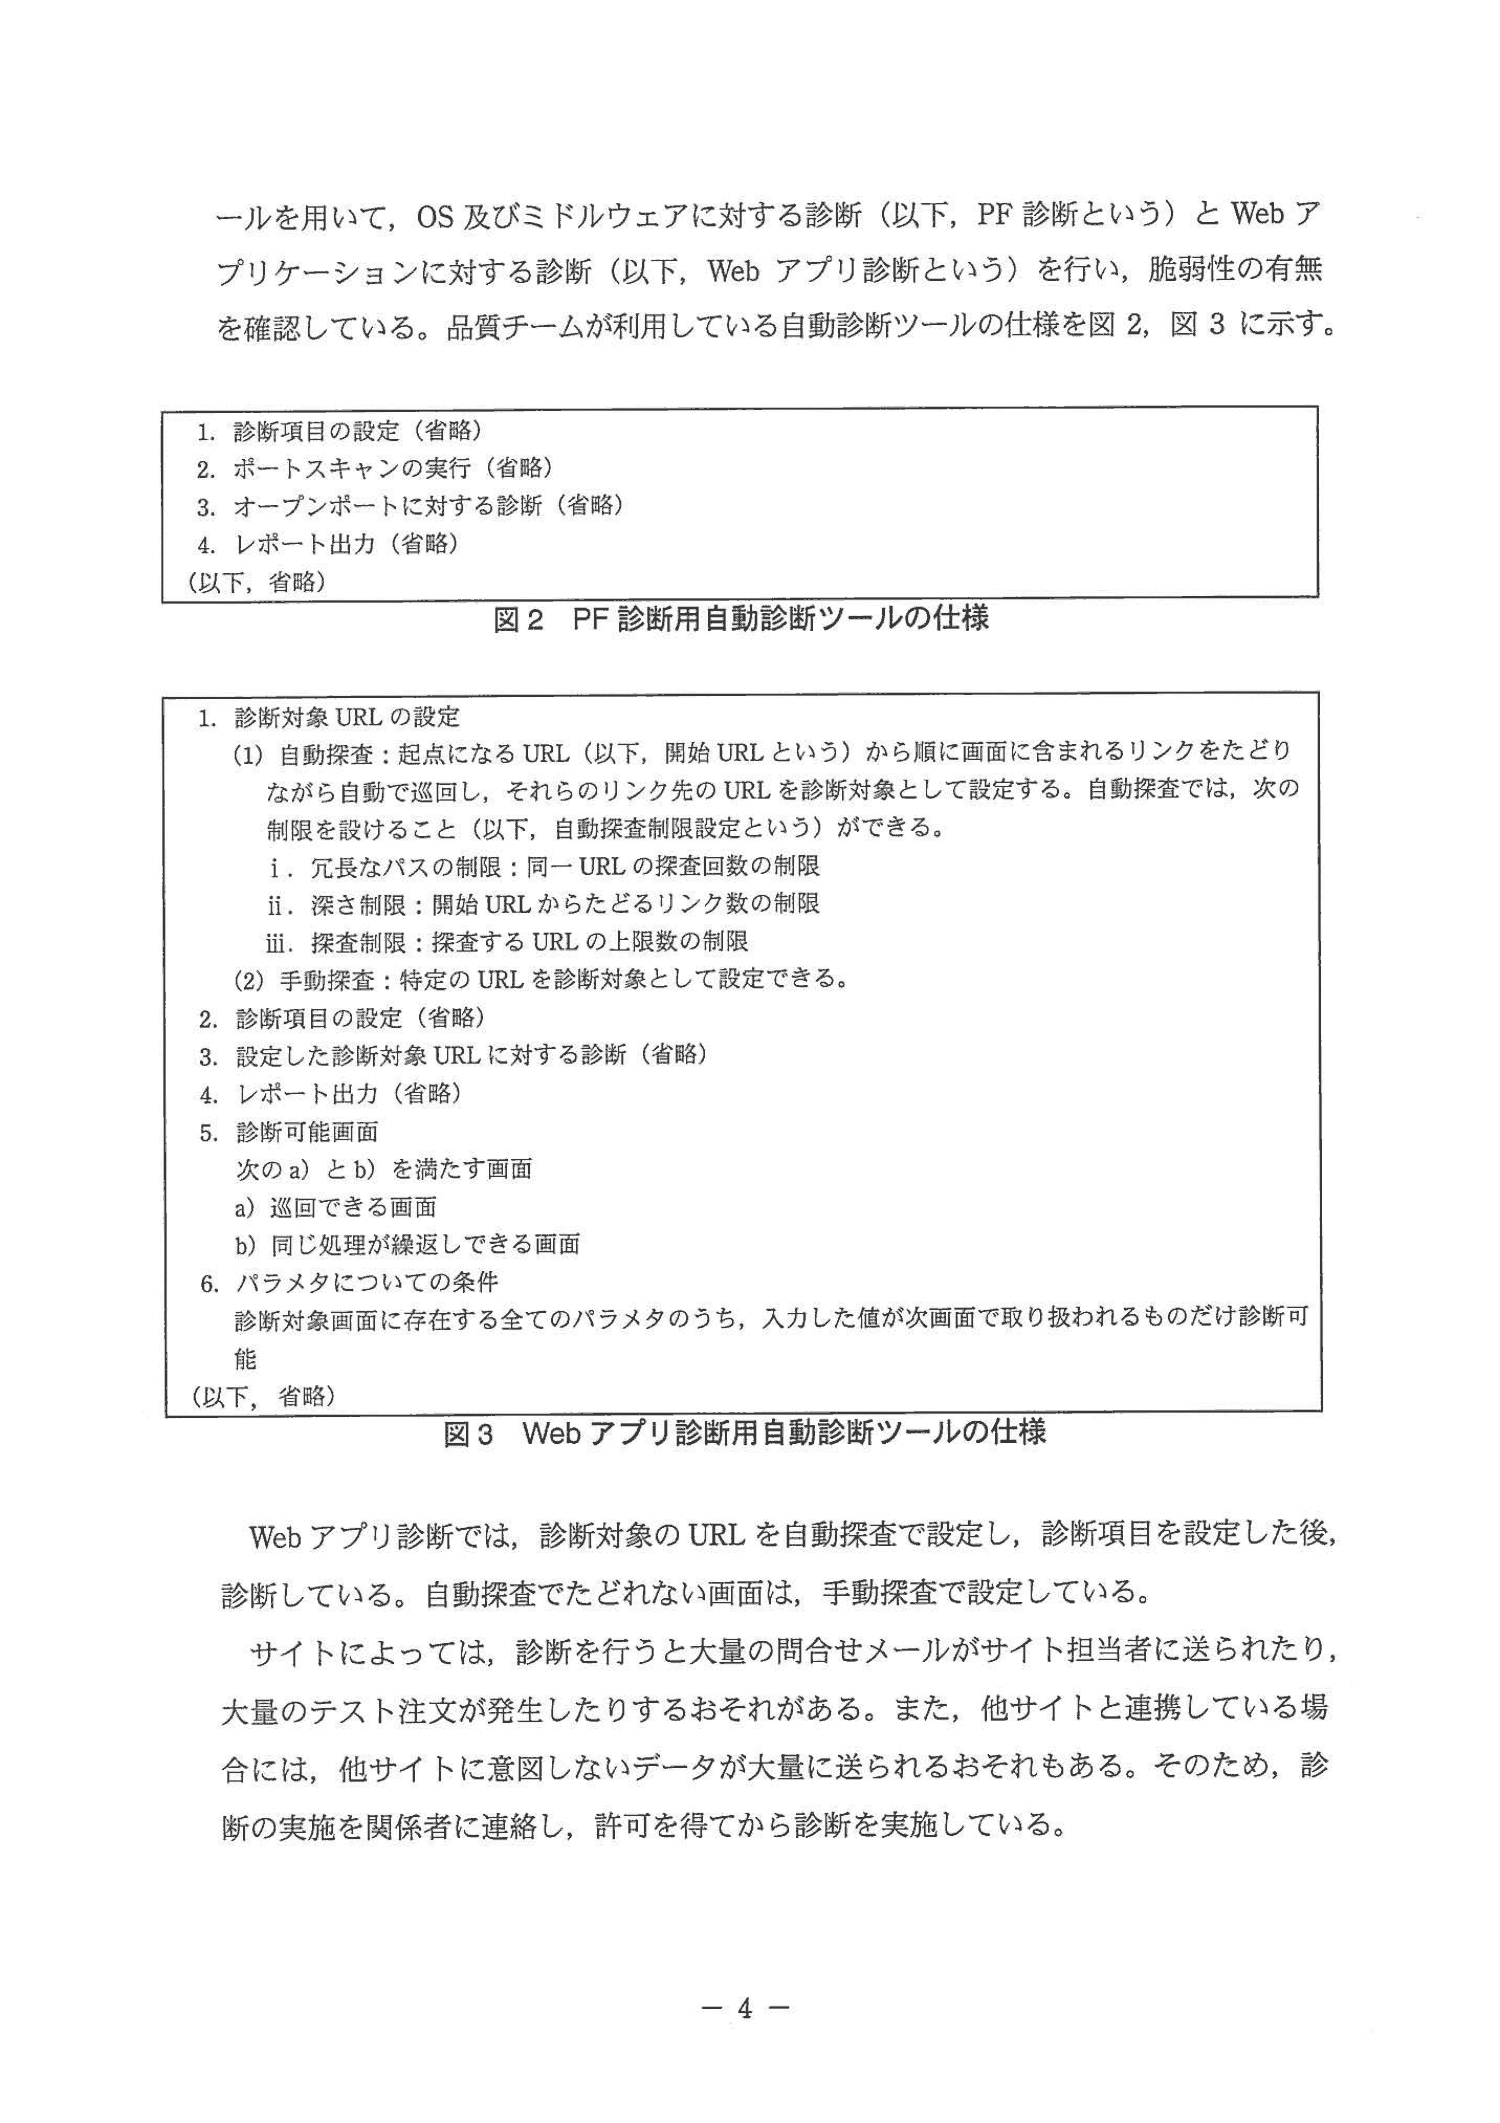 ールを用いて，OS 及びミドルウェアに対する診断（以下，PF 診断という）と Web ア
プリケーションに対する診断（以下，Web アプリ診断という）を行い，脆弱性の有無
を確認している。品質チームが利用している自動診断ツールの仕様を図 2，図 3 に示す。
1. 診断項目の設定（省略）
2. ポートスキャンの実行（省略）
3. オープンポートに対する診断（省略）
4. レポート出力（省略）
（以下，省略）
図 2　PF 診断用自動診断ツールの仕様
1. 診断対象 URL の設定
(1) 自動探査：起点になる URL（以下，開始 URL という）から順に画面に含まれるリンクをたどり
ながら自動で巡回し，それらのリンク先の URL を診断対象として設定する。自動探査では，次の
制限を設けること（以下，自動探査制限設定という）ができる。
ⅰ．冗長なパスの制限：同一 URL の探査回数の制限
ⅱ．深さ制限：開始 URL からたどるリンク数の制限
ⅲ．探査制限：探査する URL の上限数の制限
(2) 手動探査：特定の URL を診断対象として設定できる。
2. 診断項目の設定（省略）
3. 設定した診断対象 URL に対する診断（省略）
4. レポート出力（省略）
5. 診断可能画面
次の a）と b）を満たす画面
a）巡回できる画面
b）同じ処理が繰返しできる画面
6. パラメタについての条件
診断対象画面に存在する全てのパラメタのうち，入力した値が次画面で取り扱われるものだけ診断可
能
（以下，省略）
図 3　Web アプリ診断用自動診断ツールの仕様
Web アプリ診断では，診断対象の URL を自動探査で設定し，診断項目を設定した後，
診断している。自動探査でたどれない画面は，手動探査で設定している。
サイトによっては，診断を行うと大量の問合せメールがサイト担当者に送られたり，
大量のテスト注文が発生したりするおそれがある。また，他サイトと連携している場
合には，他サイトに意図しないデータが大量に送られるおそれもある。そのため，診
断の実施を関係者に連絡し，許可を得てから診断を実施している。
－ 4 －